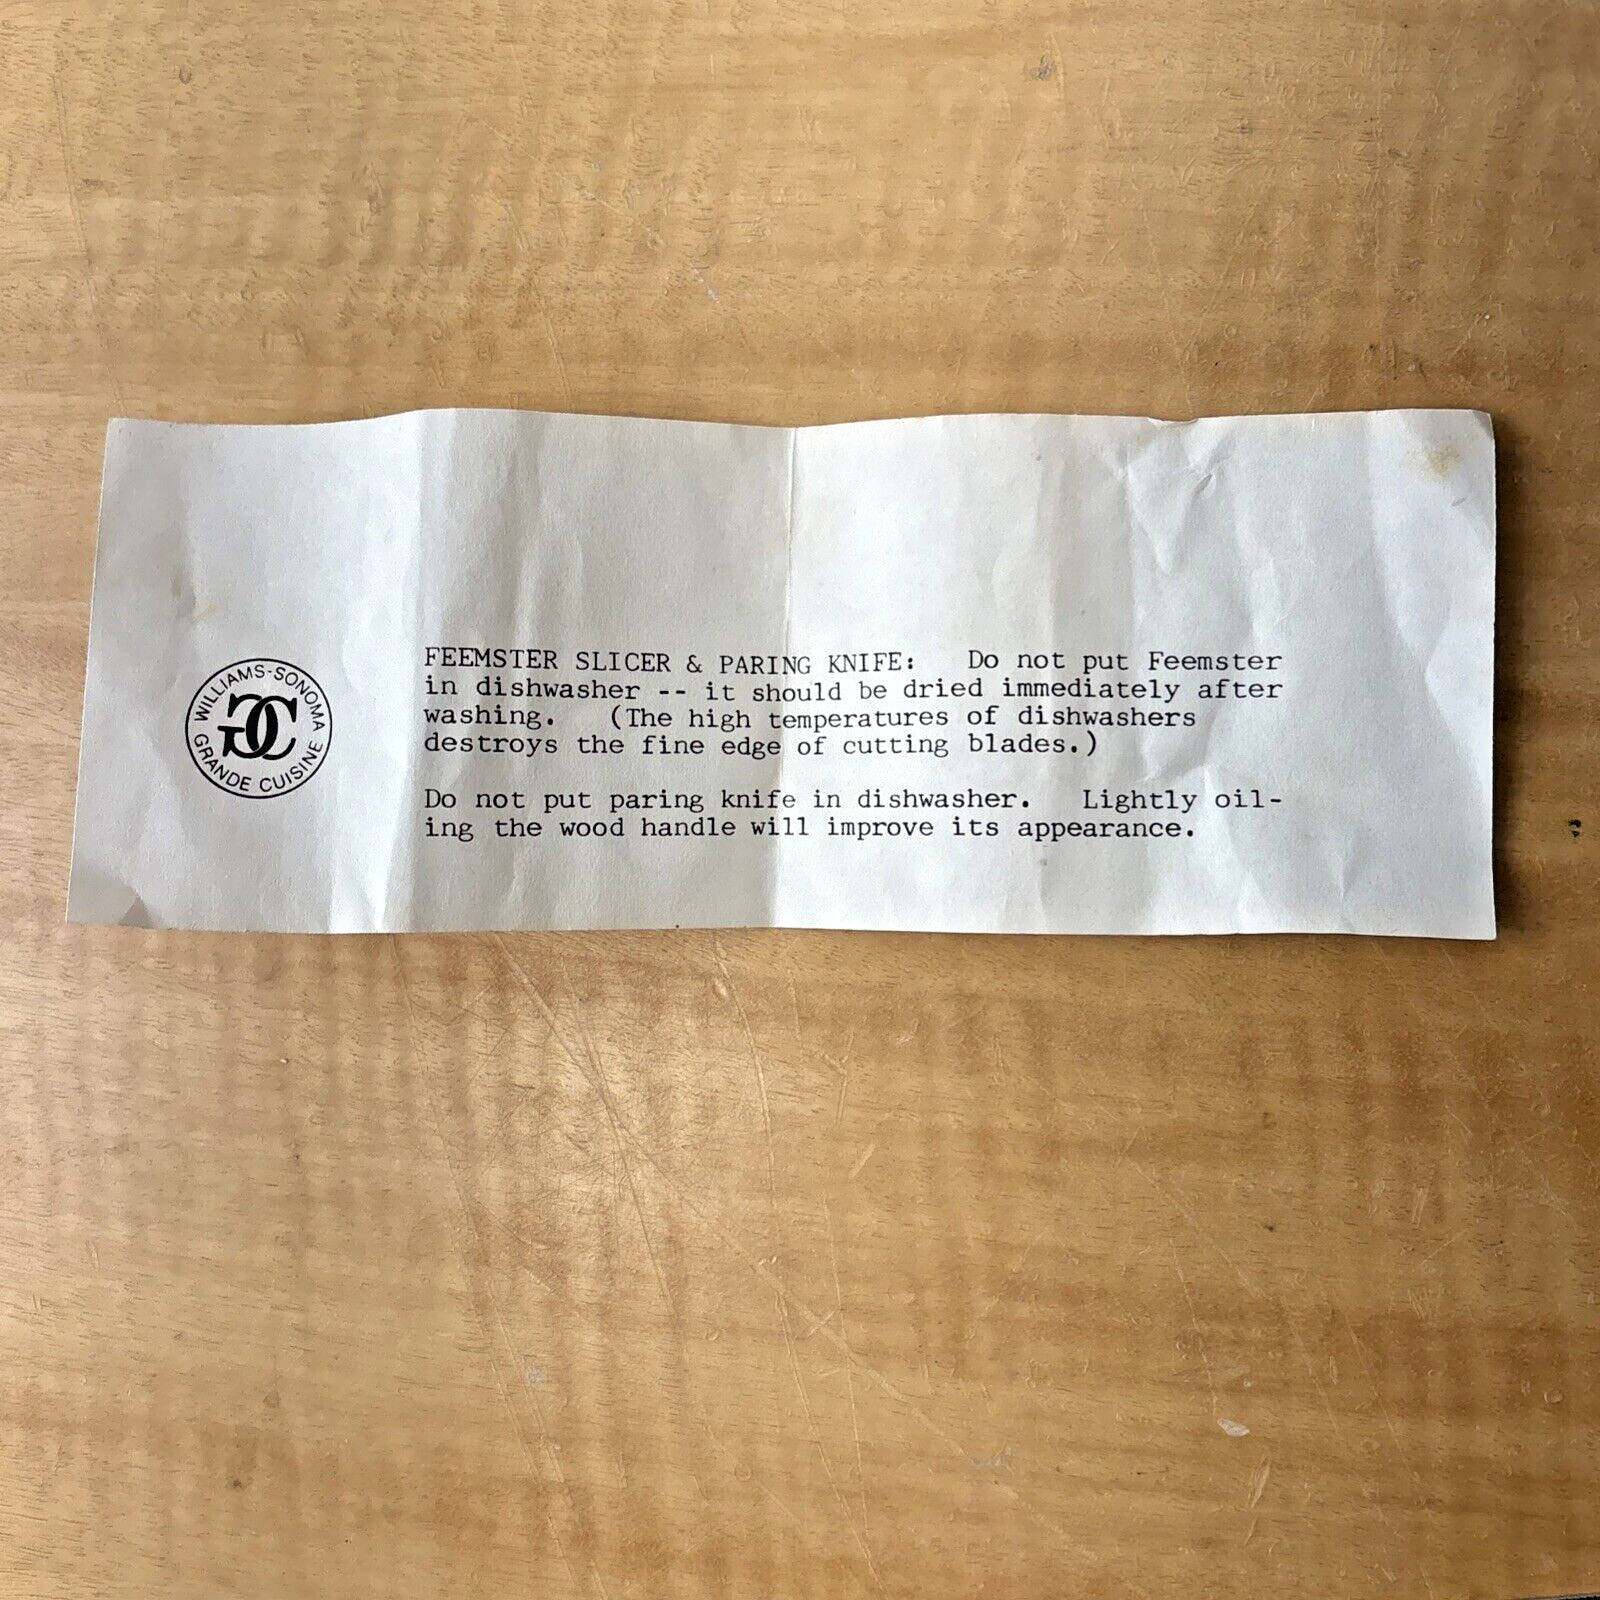 WILLIAMS-SONOMA
GC
GRANDE CUISINE
FEEMSTER SLICER & PARING KNIFE: Do not put Feemster
in dishwasher -- it should be dried immediately after
washing. (The high temperatures of dishwashers
destroys the fine edge of cutting blades.)
Do not put paring knife in dishwasher. Lightly oil-
ing the wood handle will improve its appearance.